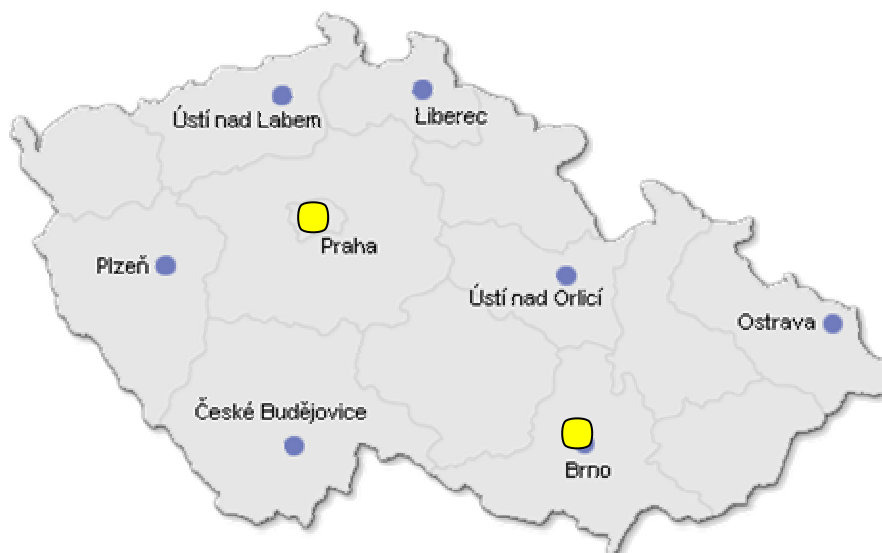 Ústí nad Labem
Liberec
Praha
Plzeň
Ústí nad Orlicí
Ostrava
České Budějovice
Brno